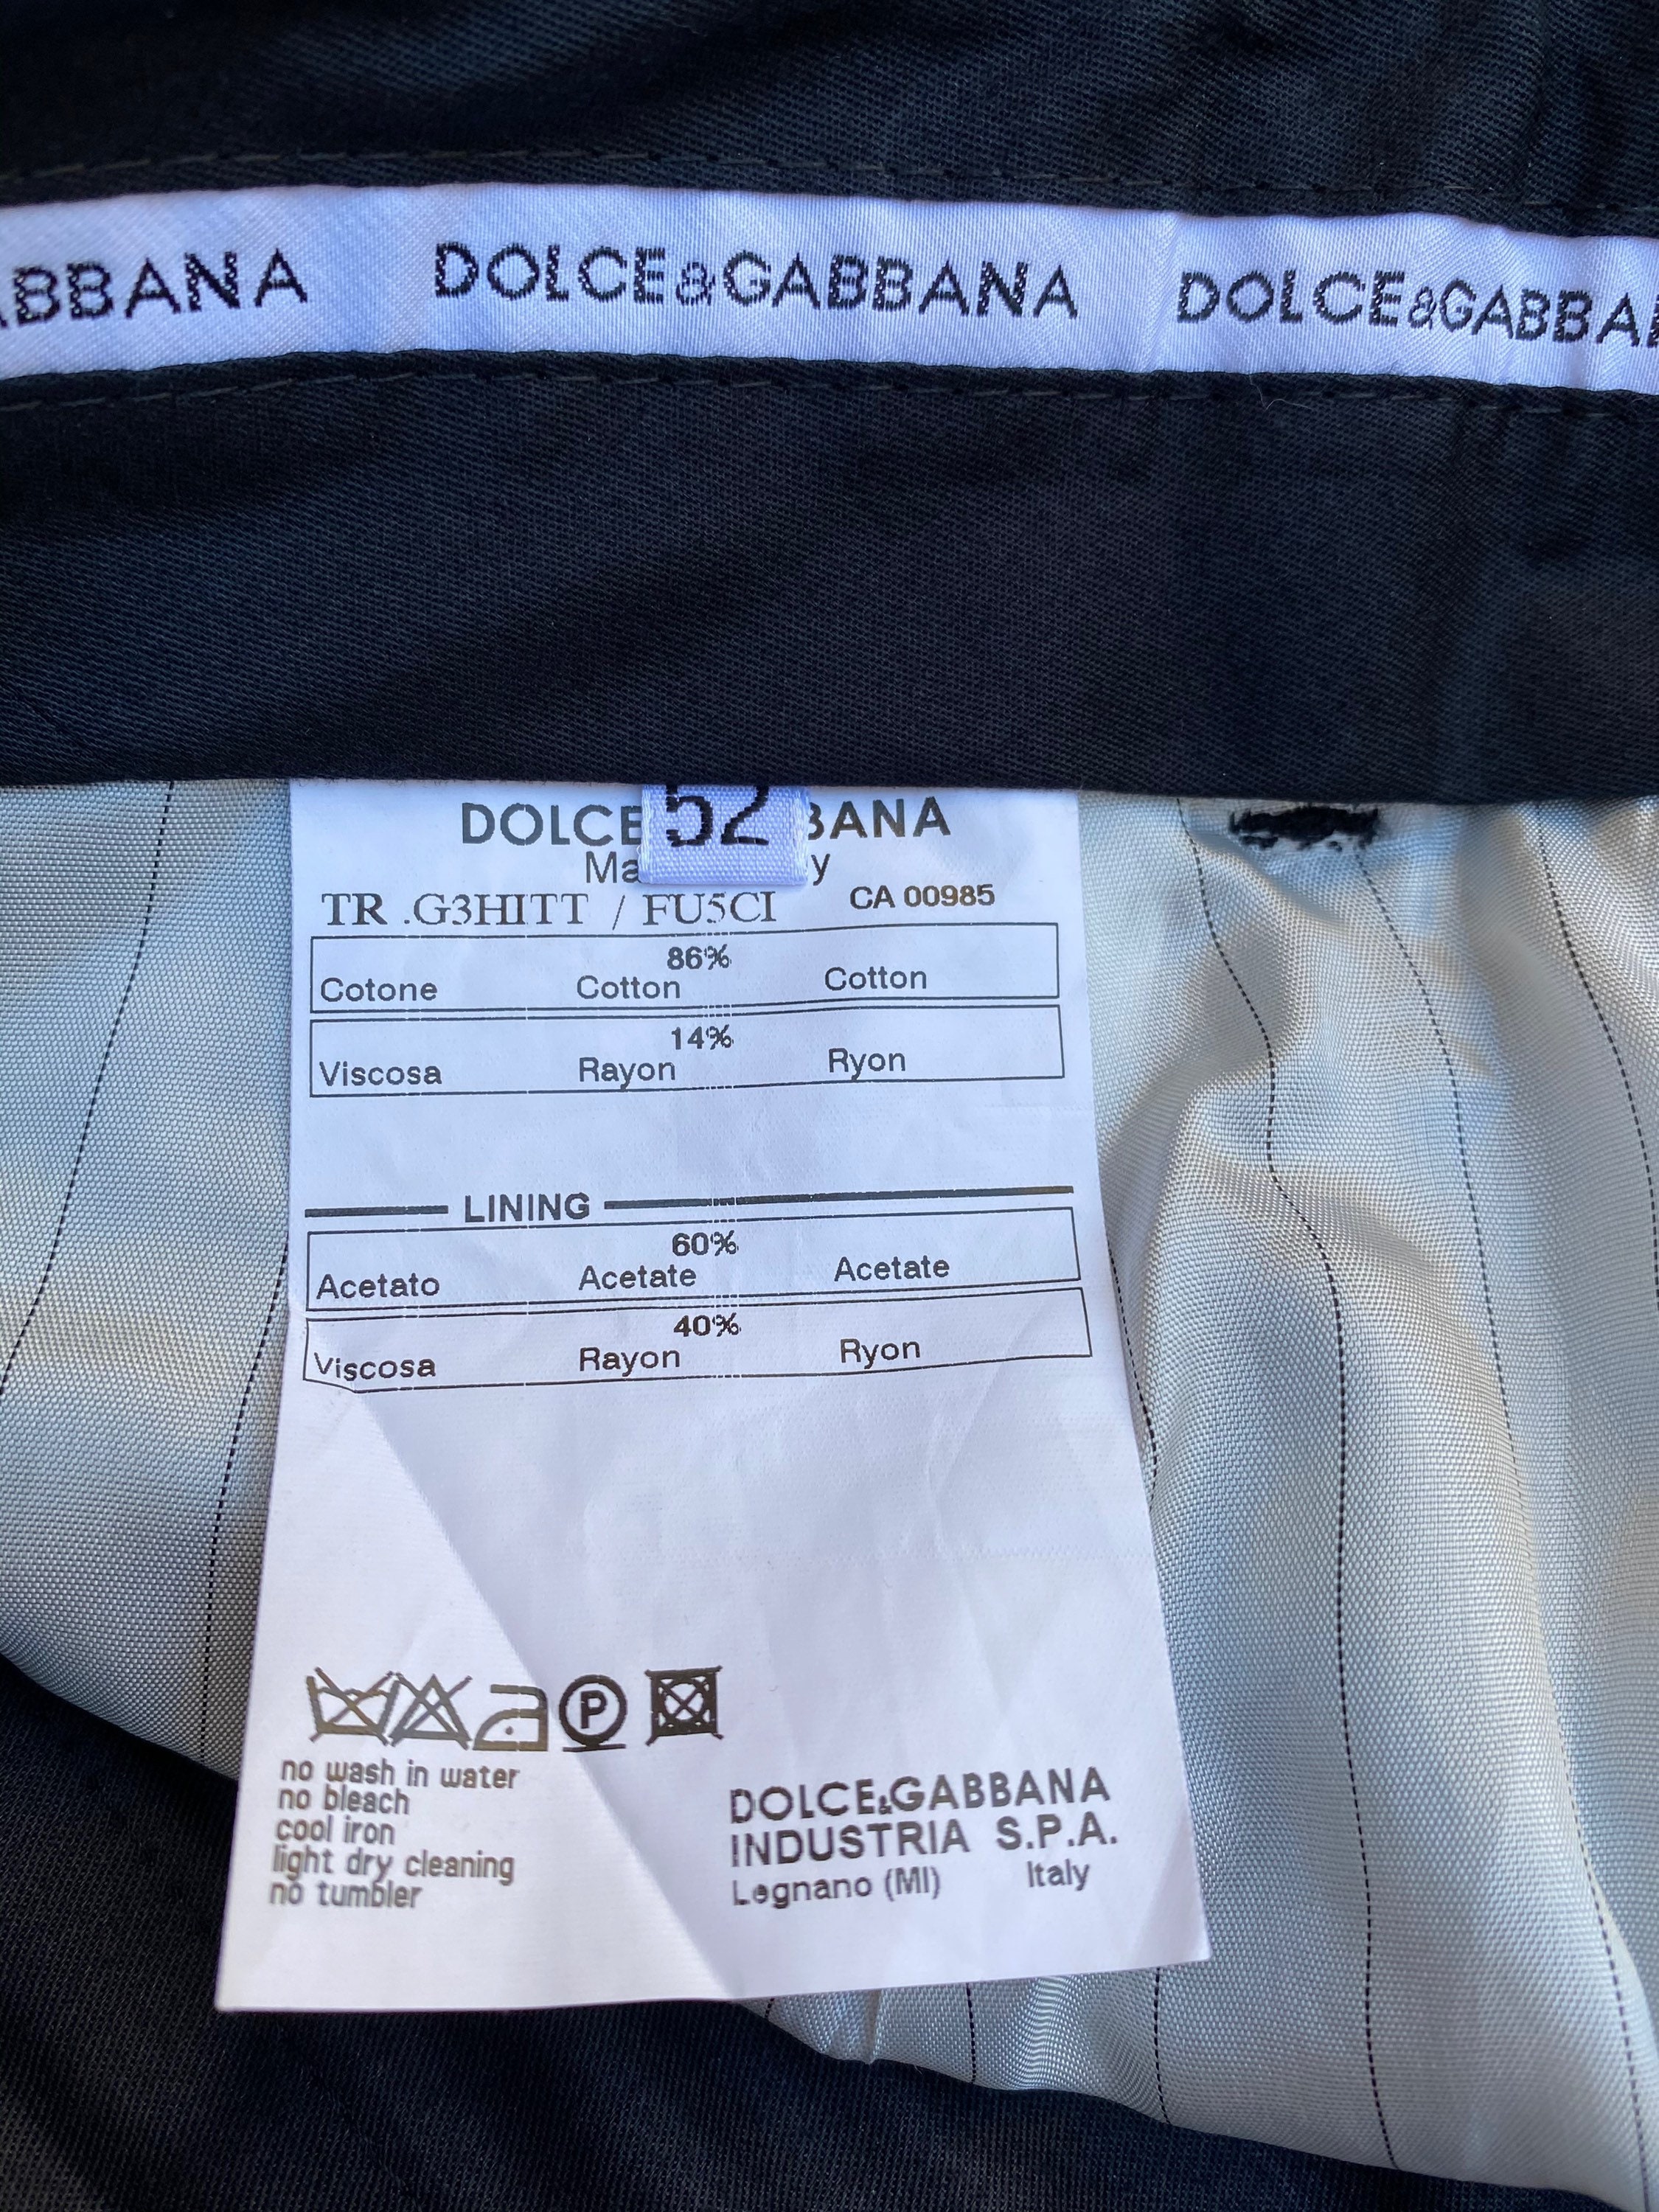 ABBANA DOLCE&GABBANA DOLCE&GABBA
DOLCE 52 BANA
Ma y
TR .G3HITT / FU5CI CA 00985
86%
Cotone Cotton Cotton
14%
Viscosa Rayon Ryon
LINING
60%
Acetato Acetate Acetate
40%
Viscosa Rayon Ryon
P
no wash in water
no bleach
cool iron
light dry cleaning
no tumbler
DOLCE&GABBANA
INDUSTRIA S.P.A.
Legnano (MI) Italy